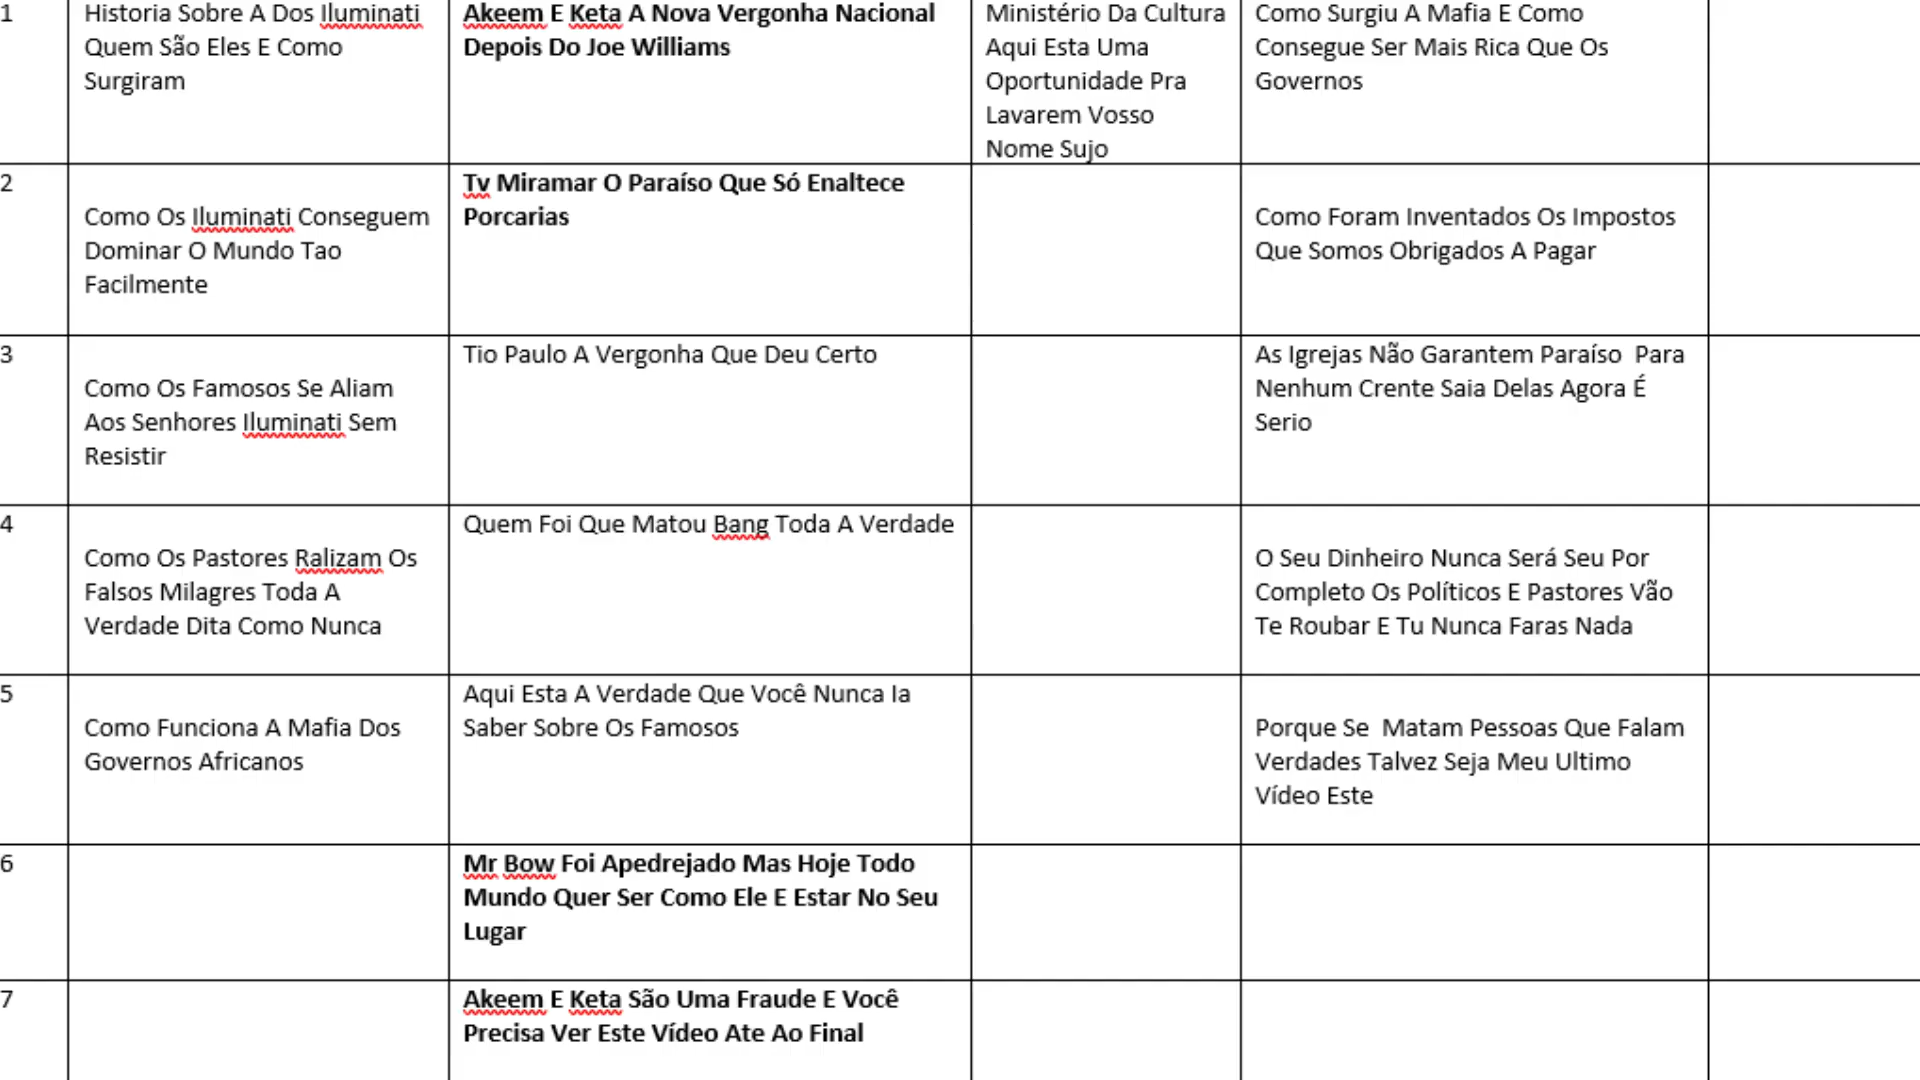 1
Historia Sobre A Dos Iluminati
Quem São Eles E Como
Surgiram
Akeem E Keta A Nova Vergonha Nacional
Depois Do Joe Williams
Ministério Da Cultura
Aqui Esta Uma
Oportunidade Pra
Lavarem Vosso
Nome Sujo
Como Surgiu A Mafia E Como
Consegue Ser Mais Rica Que Os
Governos
2
Como Os Iluminati Conseguem
Dominar O Mundo Tao
Facilmente
Tv Miramar O Paraíso Que Só Enaltece
Porcarias
Como Foram Inventados Os Impostos
Que Somos Obrigados A Pagar
3
Como Os Famosos Se Aliam
Aos Senhores Iluminati Sem
Resistir
Tio Paulo A Vergonha Que Deu Certo
As Igrejas Não Garantem Paraíso  Para
Nenhum Crente Saia Delas Agora É
Serio
4
Como Os Pastores Ralizam Os
Falsos Milagres Toda A
Verdade Dita Como Nunca
Quem Foi Que Matou Bang Toda A Verdade
O Seu Dinheiro Nunca Será Seu Por
Completo Os Políticos E Pastores Vão
Te Roubar E Tu Nunca Faras Nada
5
Como Funciona A Mafia Dos
Governos Africanos
Aqui Esta A Verdade Que Você Nunca Ia
Saber Sobre Os Famosos
Porque Se  Matam Pessoas Que Falam
Verdades Talvez Seja Meu Ultimo
Vídeo Este
6
Mr Bow Foi Apedrejado Mas Hoje Todo
Mundo Quer Ser Como Ele E Estar No Seu
Lugar
7
Akeem E Keta São Uma Fraude E Você
Precisa Ver Este Vídeo Ate Ao Final